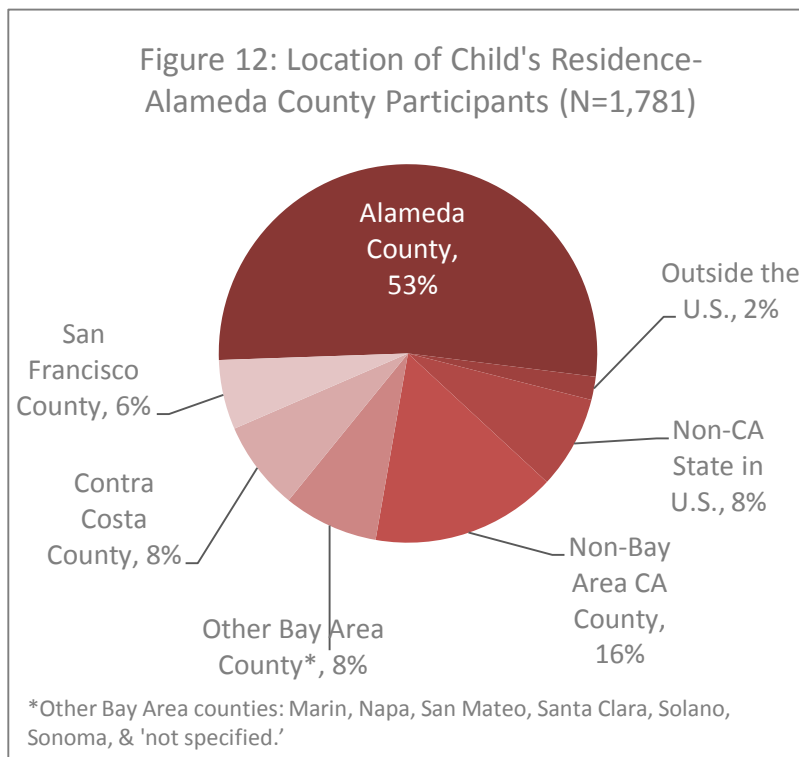 Figure 12: Location of Child's Residence-
Alameda County Participants (N=1,781)
Alameda
County,
53%
Outside the
U.S., 2%
Non-CA
State in
U.S., 8%
Non-Bay
Area CA
County,
16%
Other Bay Area
County*, 8%
Contra
Costa
County, 8%
San
Francisco
County, 6%
*Other Bay Area counties: Marin, Napa, San Mateo, Santa Clara, Solano,
Sonoma, & 'not specified.’